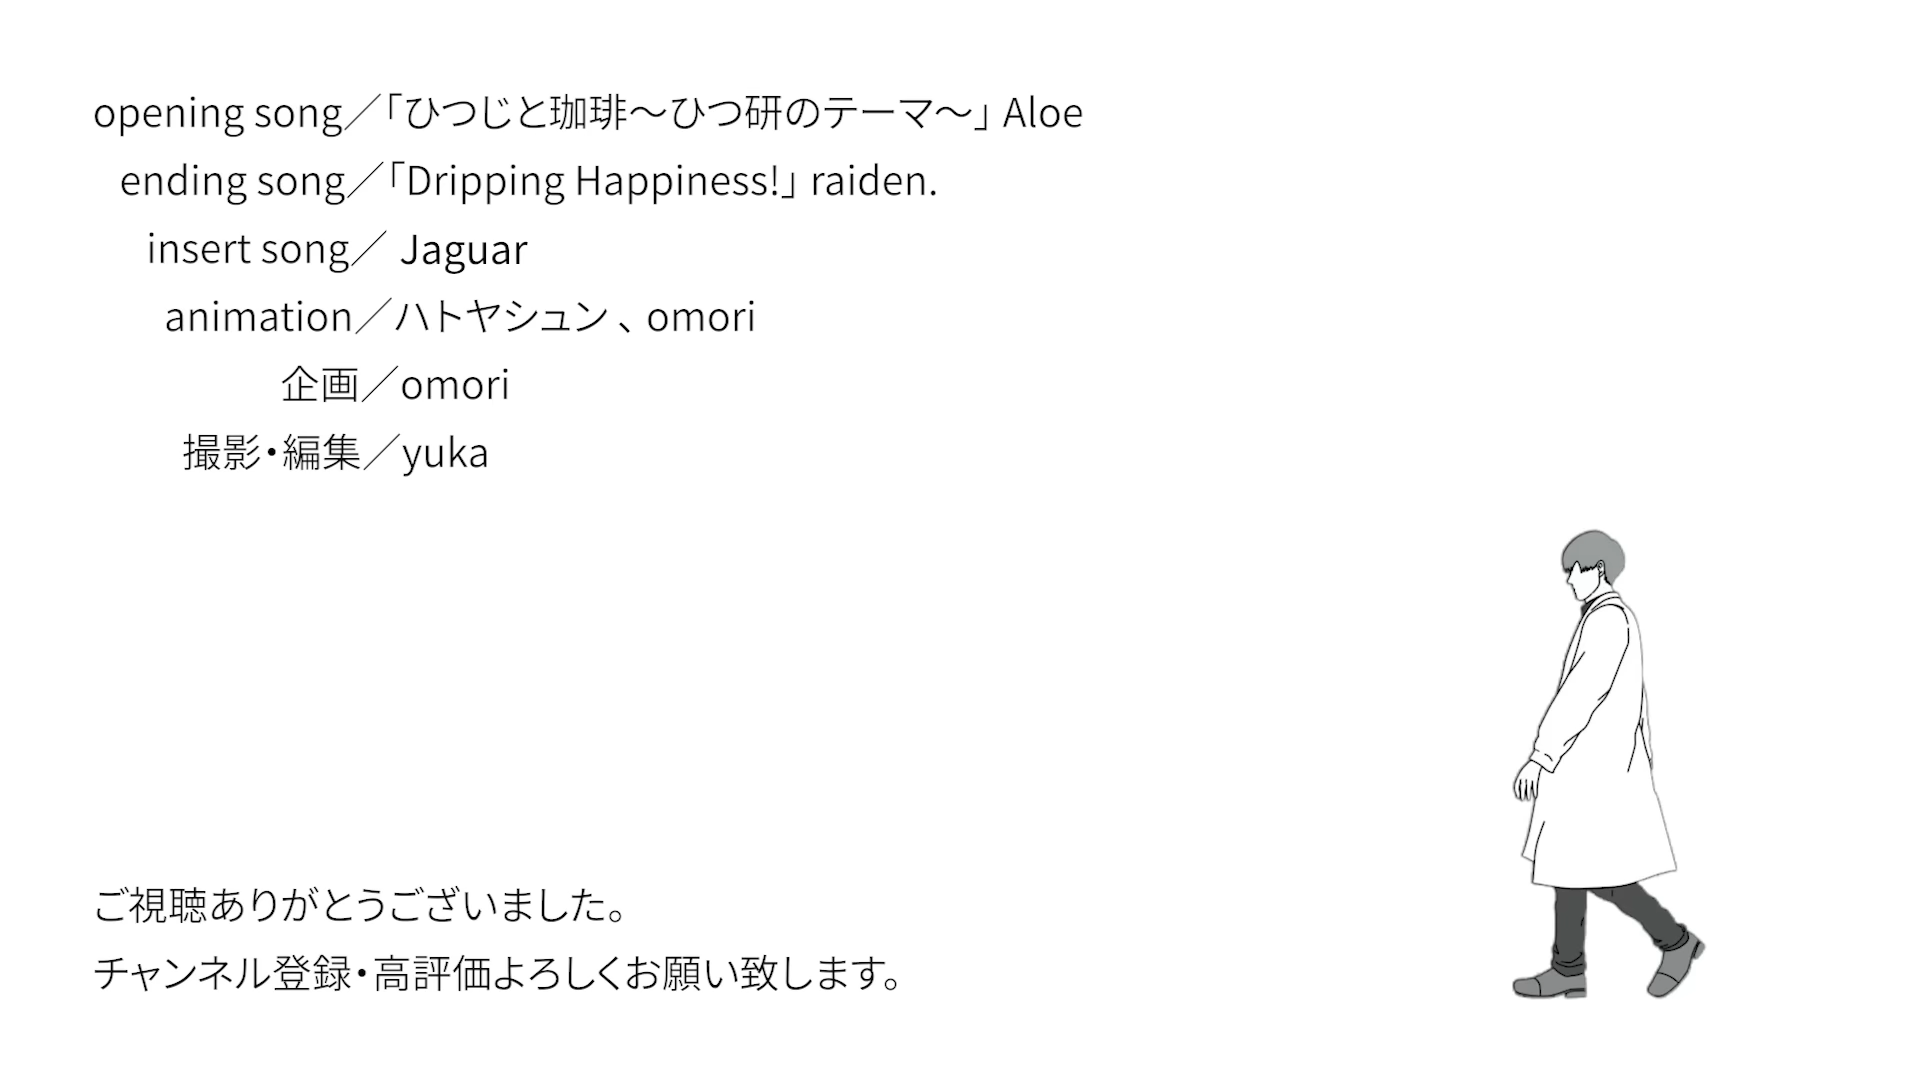 opening song／「ひつじと珈琲～ひつ研のテーマ～」 Aloe
ending song／「Dripping Happiness!」 raiden.
insert song／ Jaguar
animation／ハトヤシュン 、 omori
企画／omori
撮影・編集／yuka
ご視聴ありがとうございました。
チャンネル登録・高評価よろしくお願い致します。